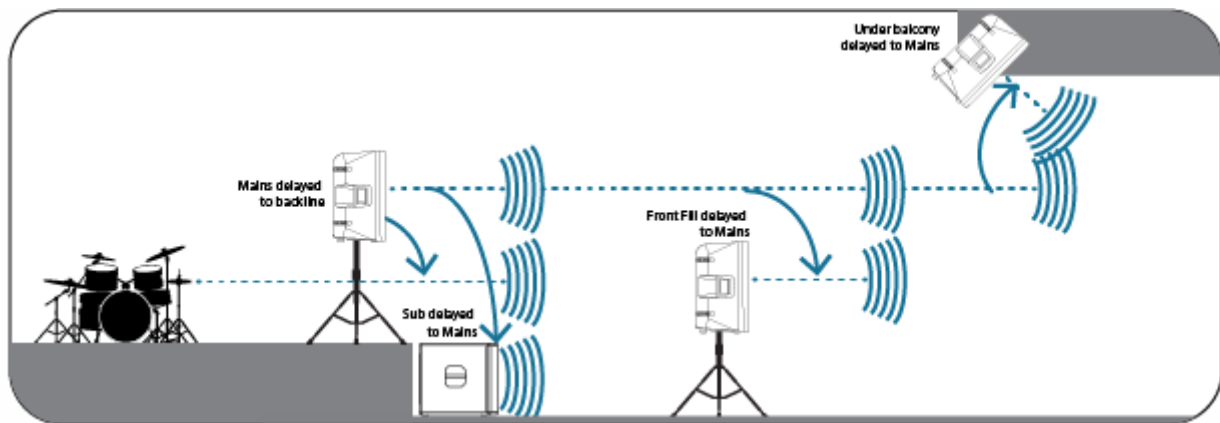 Under balcony
delayed to Mains
Mains delayed
to backline
Front Fill delayed
to Mains
Sub delayed
to Mains